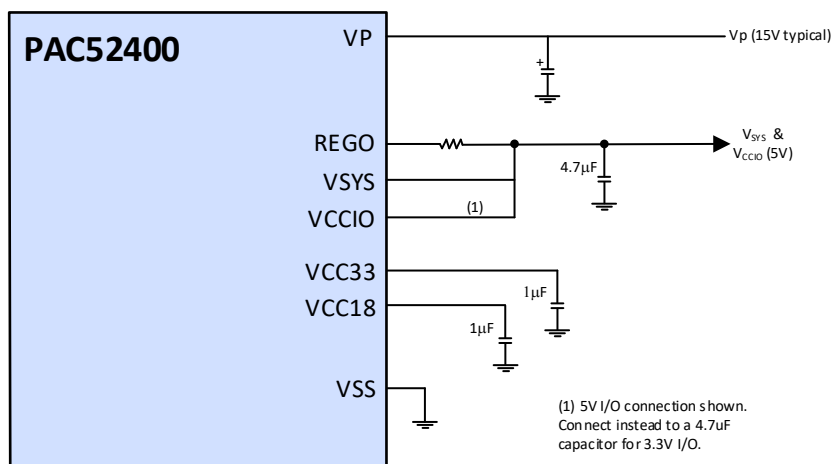 PAC52400
VP
Vp (15V typical)
+
REGO
VSYS
VCCIO
(1)
4.7µF
VSYS &
VCCIO (5V)
VCC33
1µF
VCC18
1µF
VSS
(1) 5V I/O connection shown.
Connect instead to a 4.7uF
capacitor for 3.3V I/O.